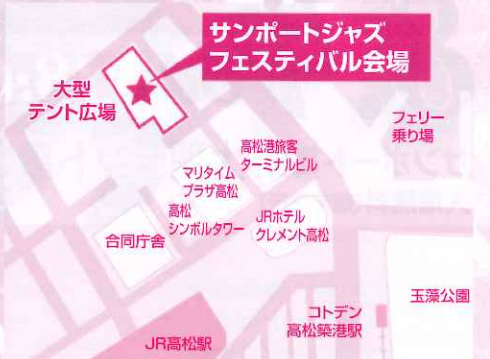 サンポートジャズ
フェスティバル会場
大型
テント広場
フェリー
乗り場
高松港旅客
ターミナルビル
マリタイム
プラザ高松
高松
シンボルタワー
JRホテル
クレメント高松
合同庁舎
玉藻公園
コトデン
高松築港駅
JR高松駅